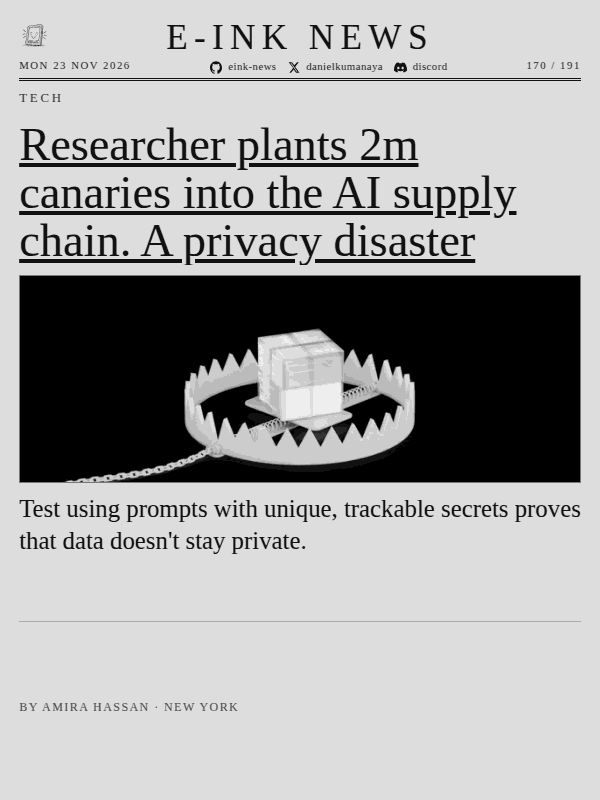 E-INK NEWS
MON 23 NOV 2026
eink-news
danielkumanaya
discord
170 / 191
TECH
Researcher plants 2m
canaries into the AI supply
chain. A privacy disaster
Test using prompts with unique, trackable secrets proves
that data doesn't stay private.
BY AMIRA HASSAN · NEW YORK